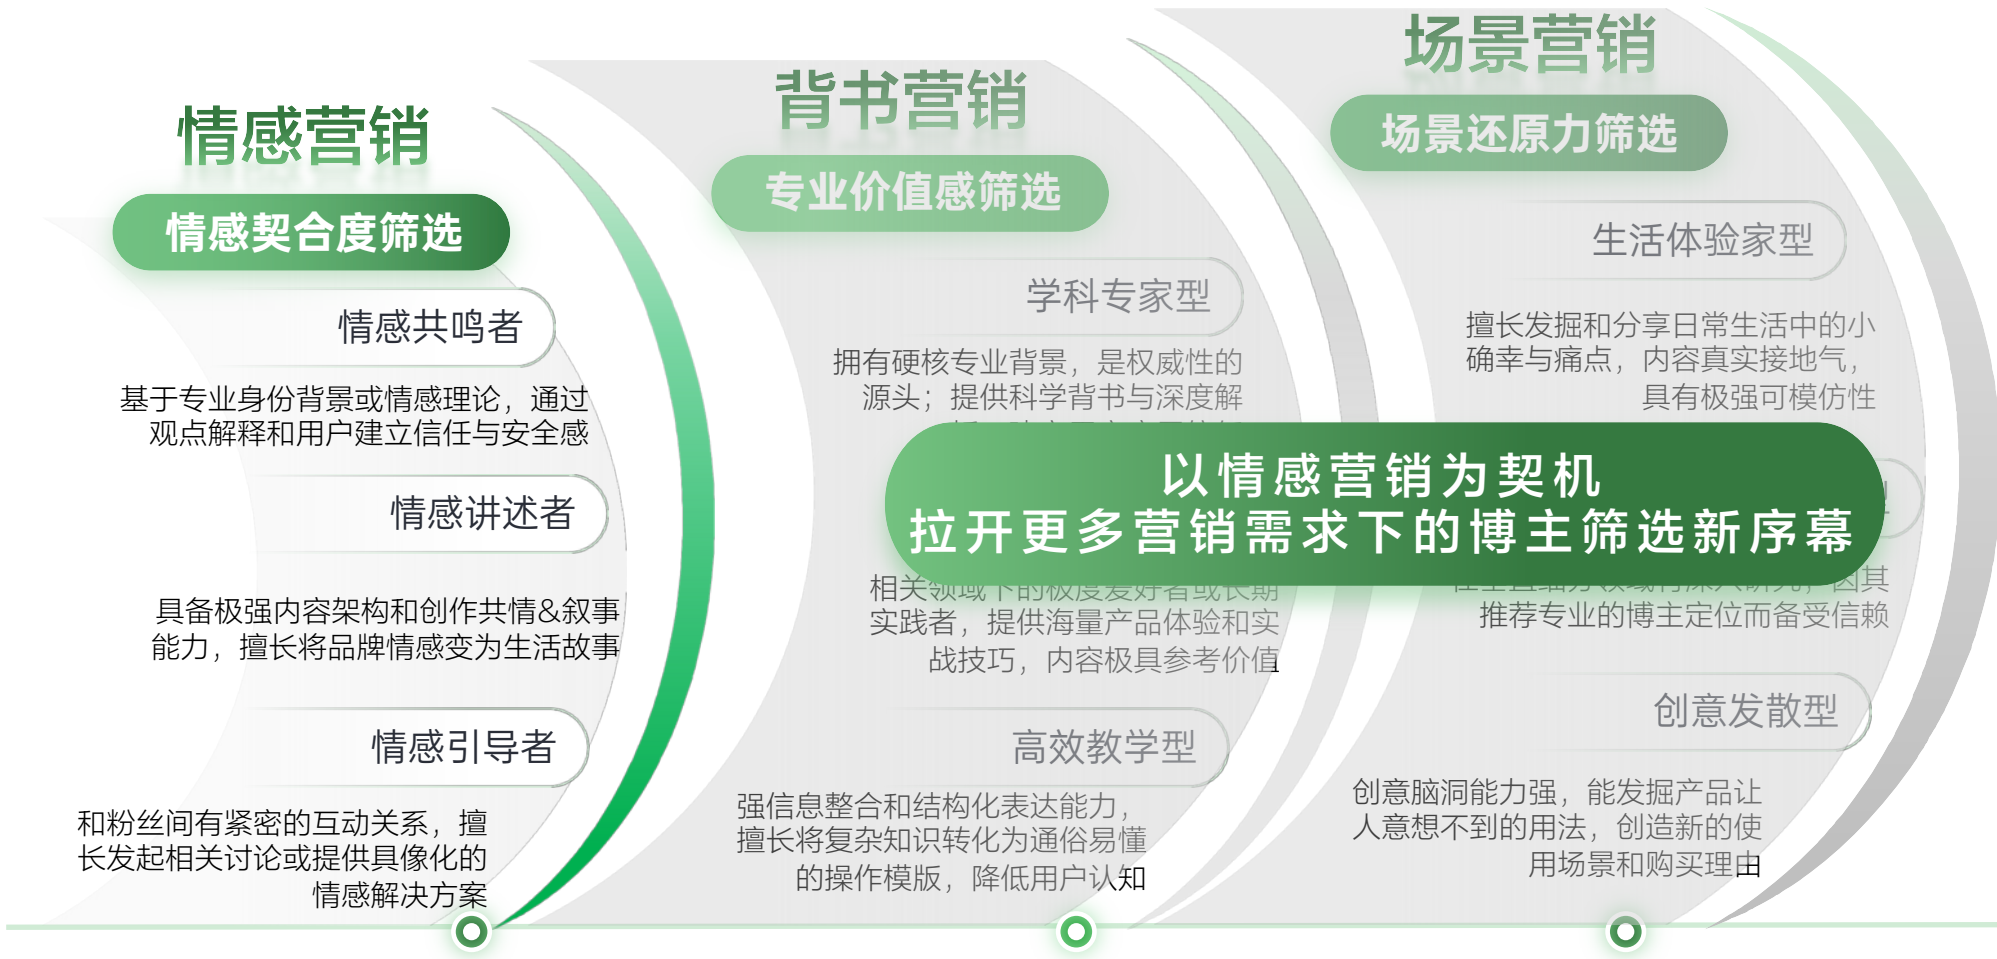 情感营销
情感契合度筛选
情感共鸣者
基于专业身份背景或情感理论，通过
观点解释和用户建立信任与安全感
情感讲述者
具备极强内容架构和创作共情&叙事
能力，擅长将品牌情感变为生活故事
情感引导者
和粉丝间有紧密的互动关系，擅
长发起相关讨论或提供具像化的
情感解决方案
背书营销
专业价值感筛选
学科专家型
拥有硬核专业背景，是权威性的
源头；提供科学背书与深度解
以情感营销为契机
拉开更多营销需求下的博主筛选新序幕
相关领域下的极度爱好者或长期
实践者，提供海量产品体验和实
战技巧，内容极具参考价值
高效教学型
强信息整合和结构化表达能力，
擅长将复杂知识转化为通俗易懂
的操作模版，降低用户认知
场景营销
场景还原力筛选
生活体验家型
擅长发掘和分享日常生活中的小
确幸与痛点，内容真实接地气，
具有极强可模仿性
因其
推荐专业的博主定位而备受信赖
创意发散型
创意脑洞能力强，能发掘产品让
人意想不到的用法，创造新的使
用场景和购买理由